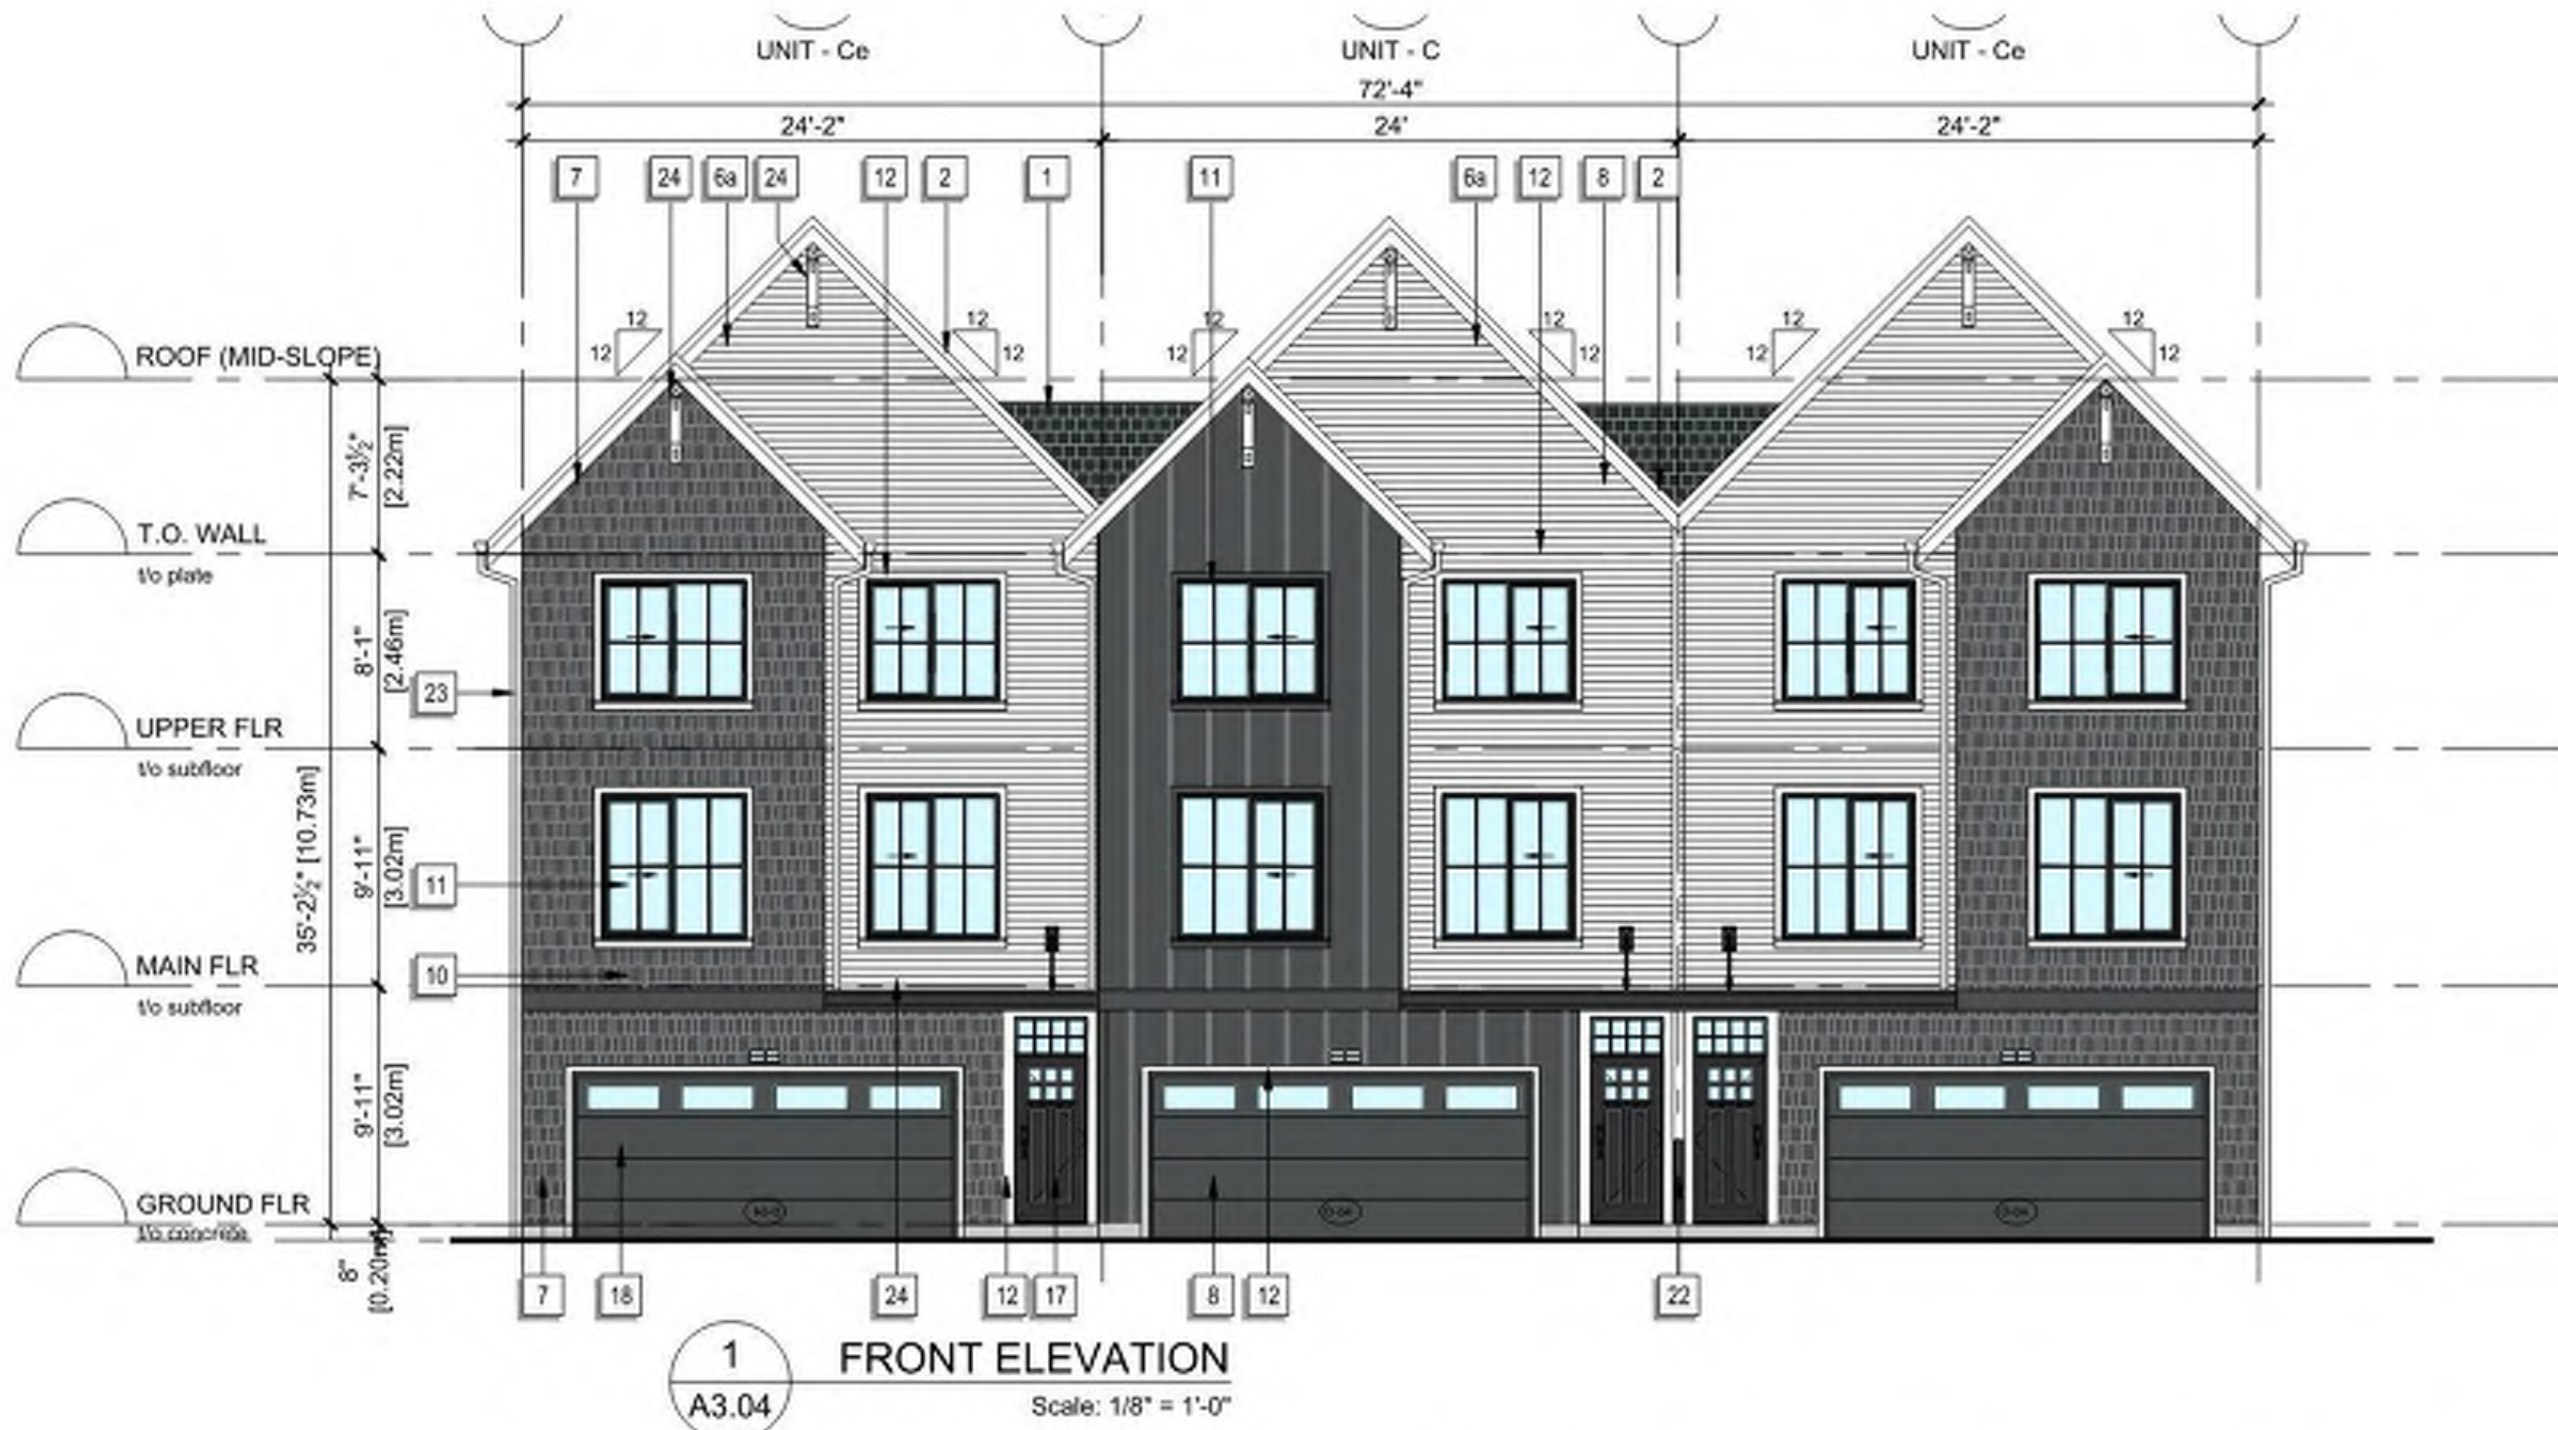 UNIT - Ce UNIT - C UNIT - Ce
72'-4"
24'-2" 24' 24'-2"
7 24 6a 24 12 2 1 11 6a 12 8 2
12 12 12 12 12 12
12 12 12 12 12 12
ROOF (MID-SLOPE)
7'-3½"
[2.22m]
T.O. WALL
t/o plate
8'-1"
[2.46m]
23
UPPER FLR
t/o subfloor
35'-2½" [10.73m]
9'-11"
[3.02m]
11
10
MAIN FLR
t/o subfloor
9'-11"
[3.02m]
GROUND FLR
t/o concrete
8"
[0.20m]
7 18 24 12 17 8 12 22
1
A3.04
FRONT ELEVATION
Scale: 1/8" = 1'-0"